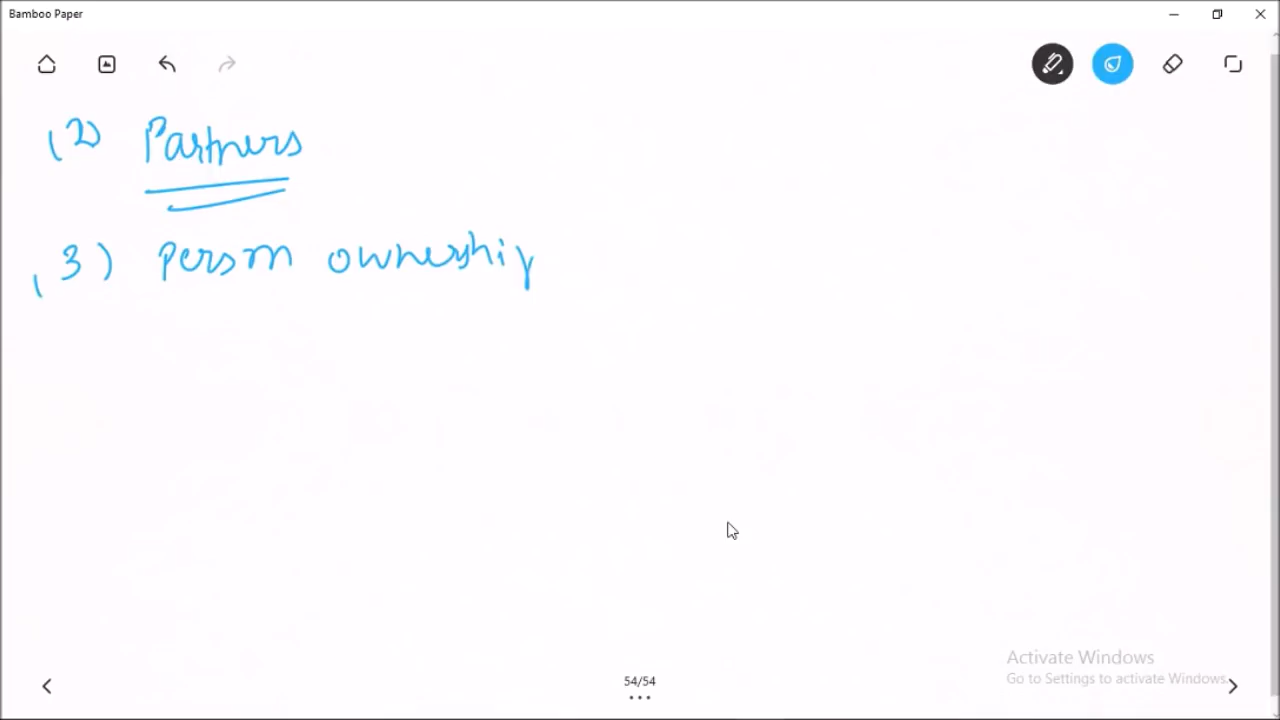 Bamboo Paper
(2) Partners
(3) Person ownership
54/54
Activate Windows
Go to Settings to activate Windows.